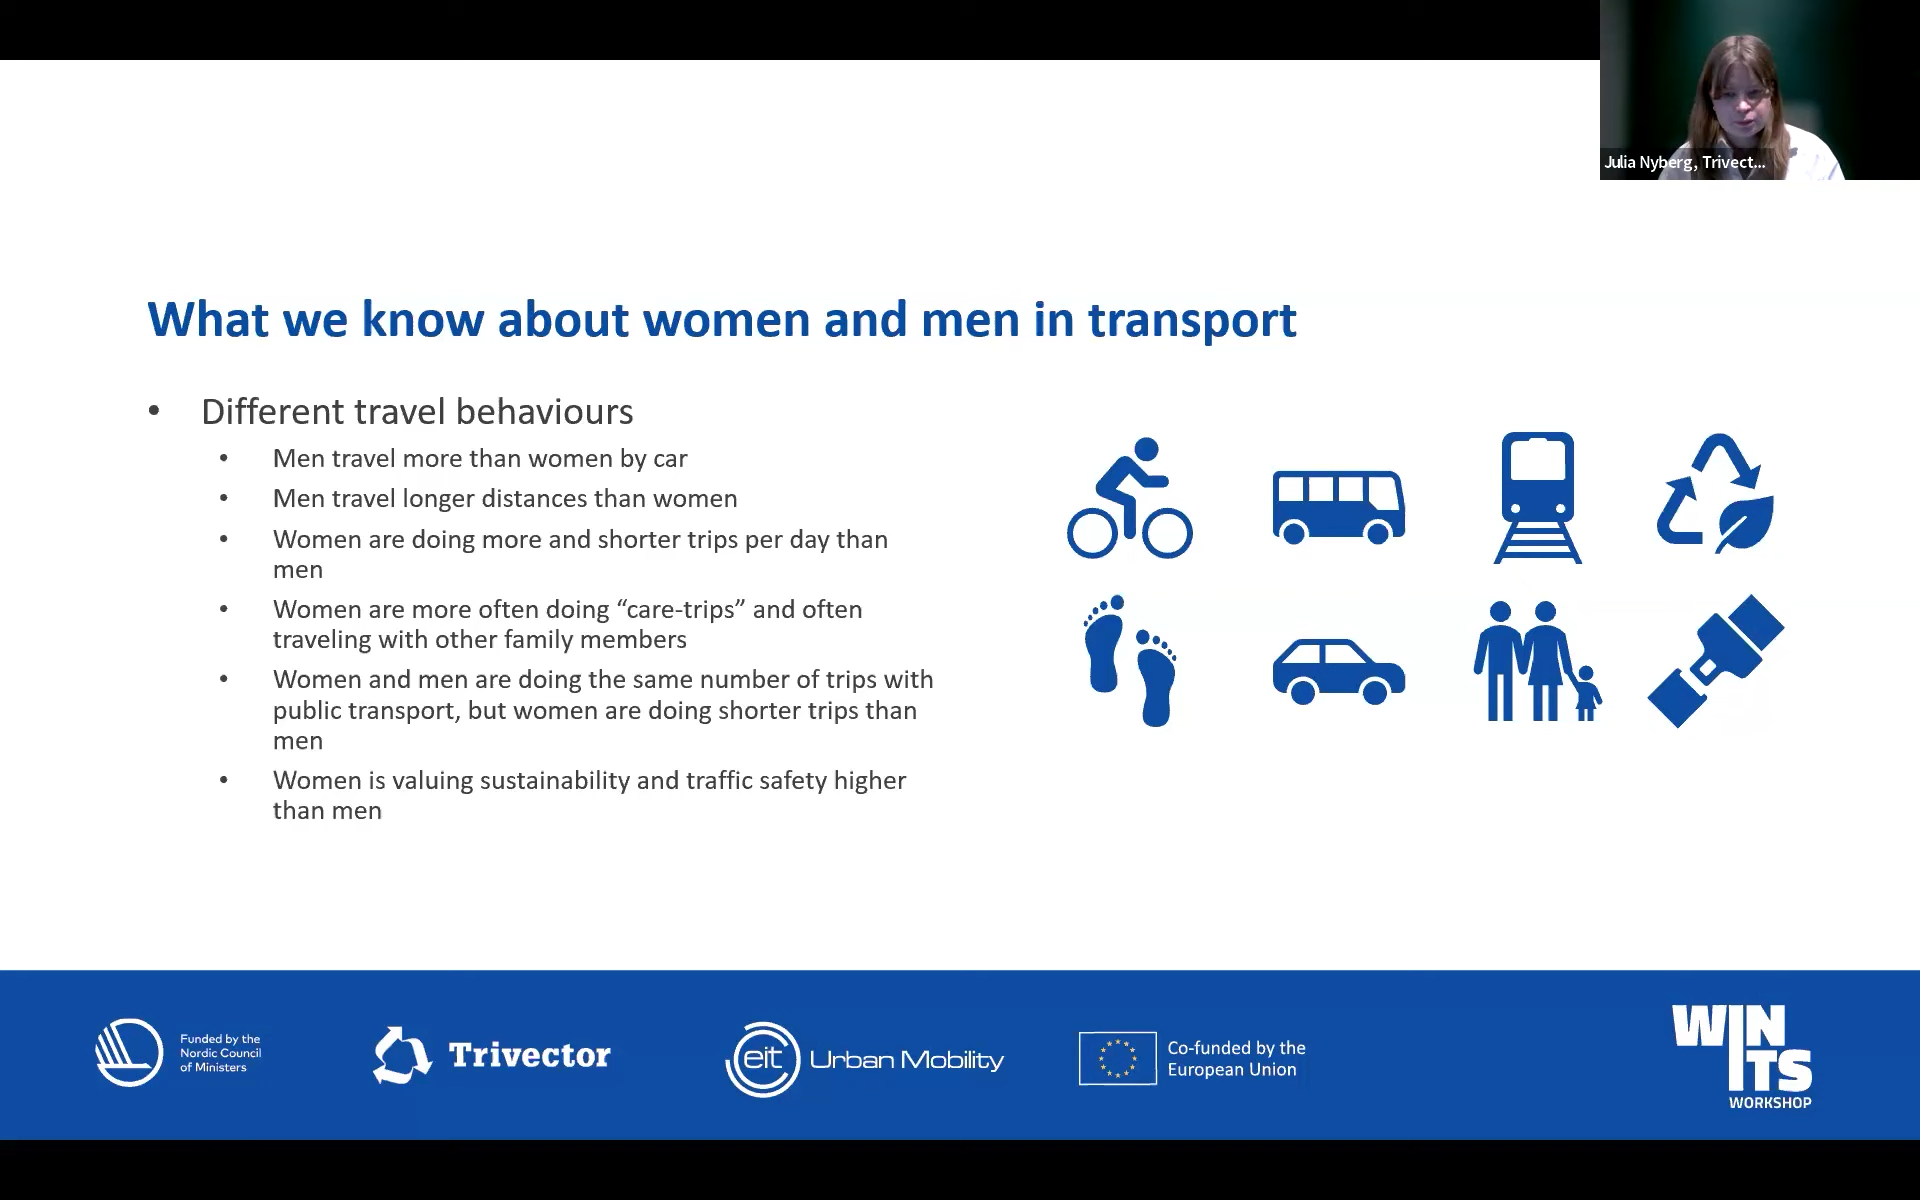 Julia Nyberg, Trivect...
What we know about women and men in transport
• Different travel behaviours
• Men travel more than women by car
• Men travel longer distances than women
• Women are doing more and shorter trips per day than
men
• Women are more often doing “care-trips” and often
traveling with other family members
• Women and men are doing the same number of trips with
public transport, but women are doing shorter trips than
men
• Women is valuing sustainability and traffic safety higher
than men
Funded by the
Nordic Council
of Ministers
Trivector
eit Urban Mobility
Co-funded by the
European Union
WIN
ITS
WORKSHOP